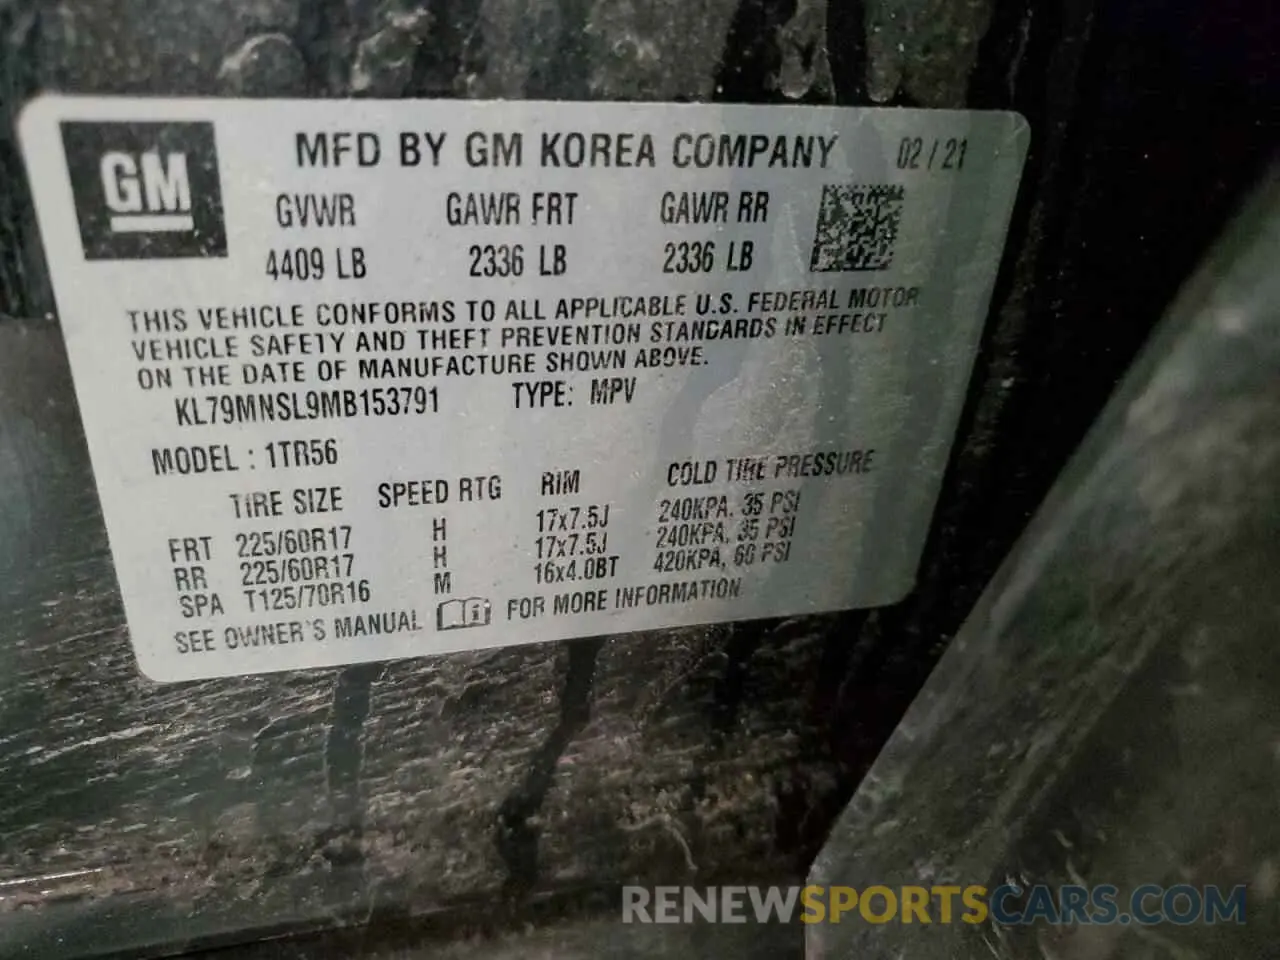 GM
MFD BY GM KOREA COMPANY 02/21
GVWR GAWR FRT GAWR RR
4409 LB 2336 LB 2336 LB
THIS VEHICLE CONFORMS TO ALL APPLICABLE U.S. FEDERAL MOTOR
VEHICLE SAFETY AND THEFT PREVENTION STANDARDS IN EFFECT
ON THE DATE OF MANUFACTURE SHOWN ABOVE.
KL79MNSL9MB153791 TYPE: MPV
MODEL : 1TR56
TIRE SIZE SPEED RTG RIM COLD TIRE PRESSURE
FRT 225/60R17 H 17x7.5J 240KPA, 35 PSI
RR 225/60R17 H 17x7.5J 240KPA, 35 PSI
SPA T125/70R16 M 16x4.0BT 420KPA, 60 PSI
SEE OWNER'S MANUAL i FOR MORE INFORMATION
RENEWSPORTSCARS.COM